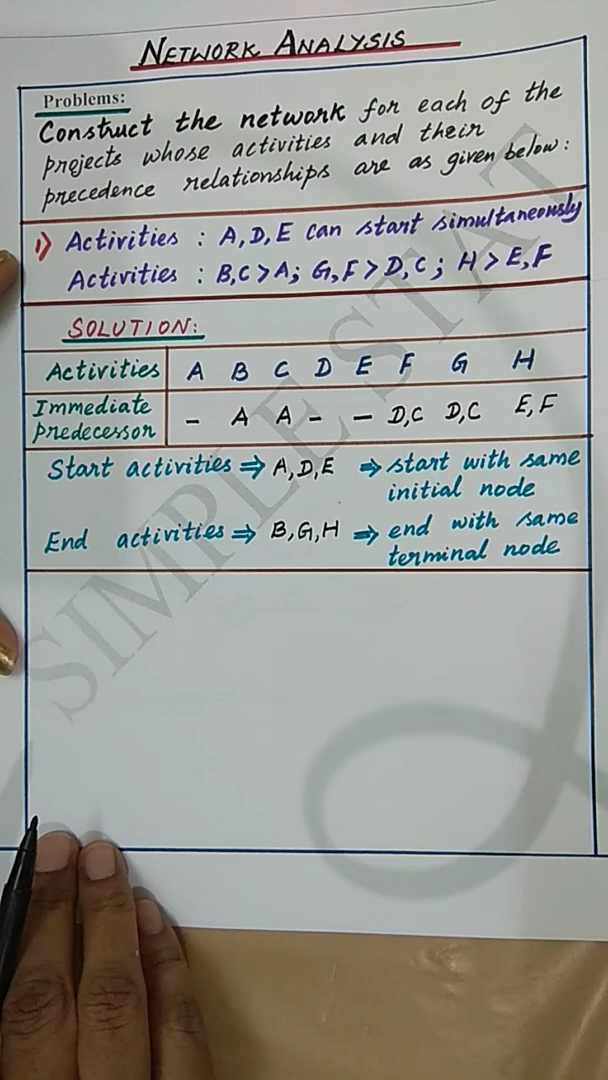 NETWORK ANALYSIS
Problems:
Construct the network for each of the
projects whose activities and their
precedence relationships are as given below:
1) Activities : A, D, E can start simultaneously
Activities : B, C > A; G, F > D, C; H > E, F
SOLUTION:
Activities A B C D E F G H
Immediate
predecessor – A A – – D,C D,C E,F
Start activities ⇒ A, D, E ⇒ start with same
initial node
End activities ⇒ B, G, H ⇒ end with same
terminal node
SIMPLE STAT